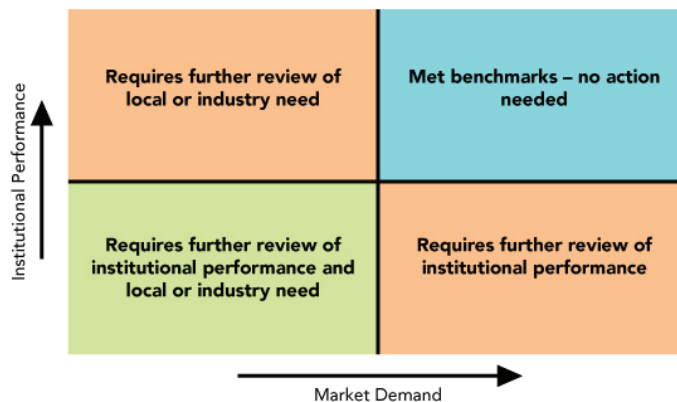 Requires further review of
local or industry need
Met benchmarks – no action
needed
Institutional Performance
Requires further review of
institutional performance and
local or industry need
Requires further review of
institutional performance
Market Demand